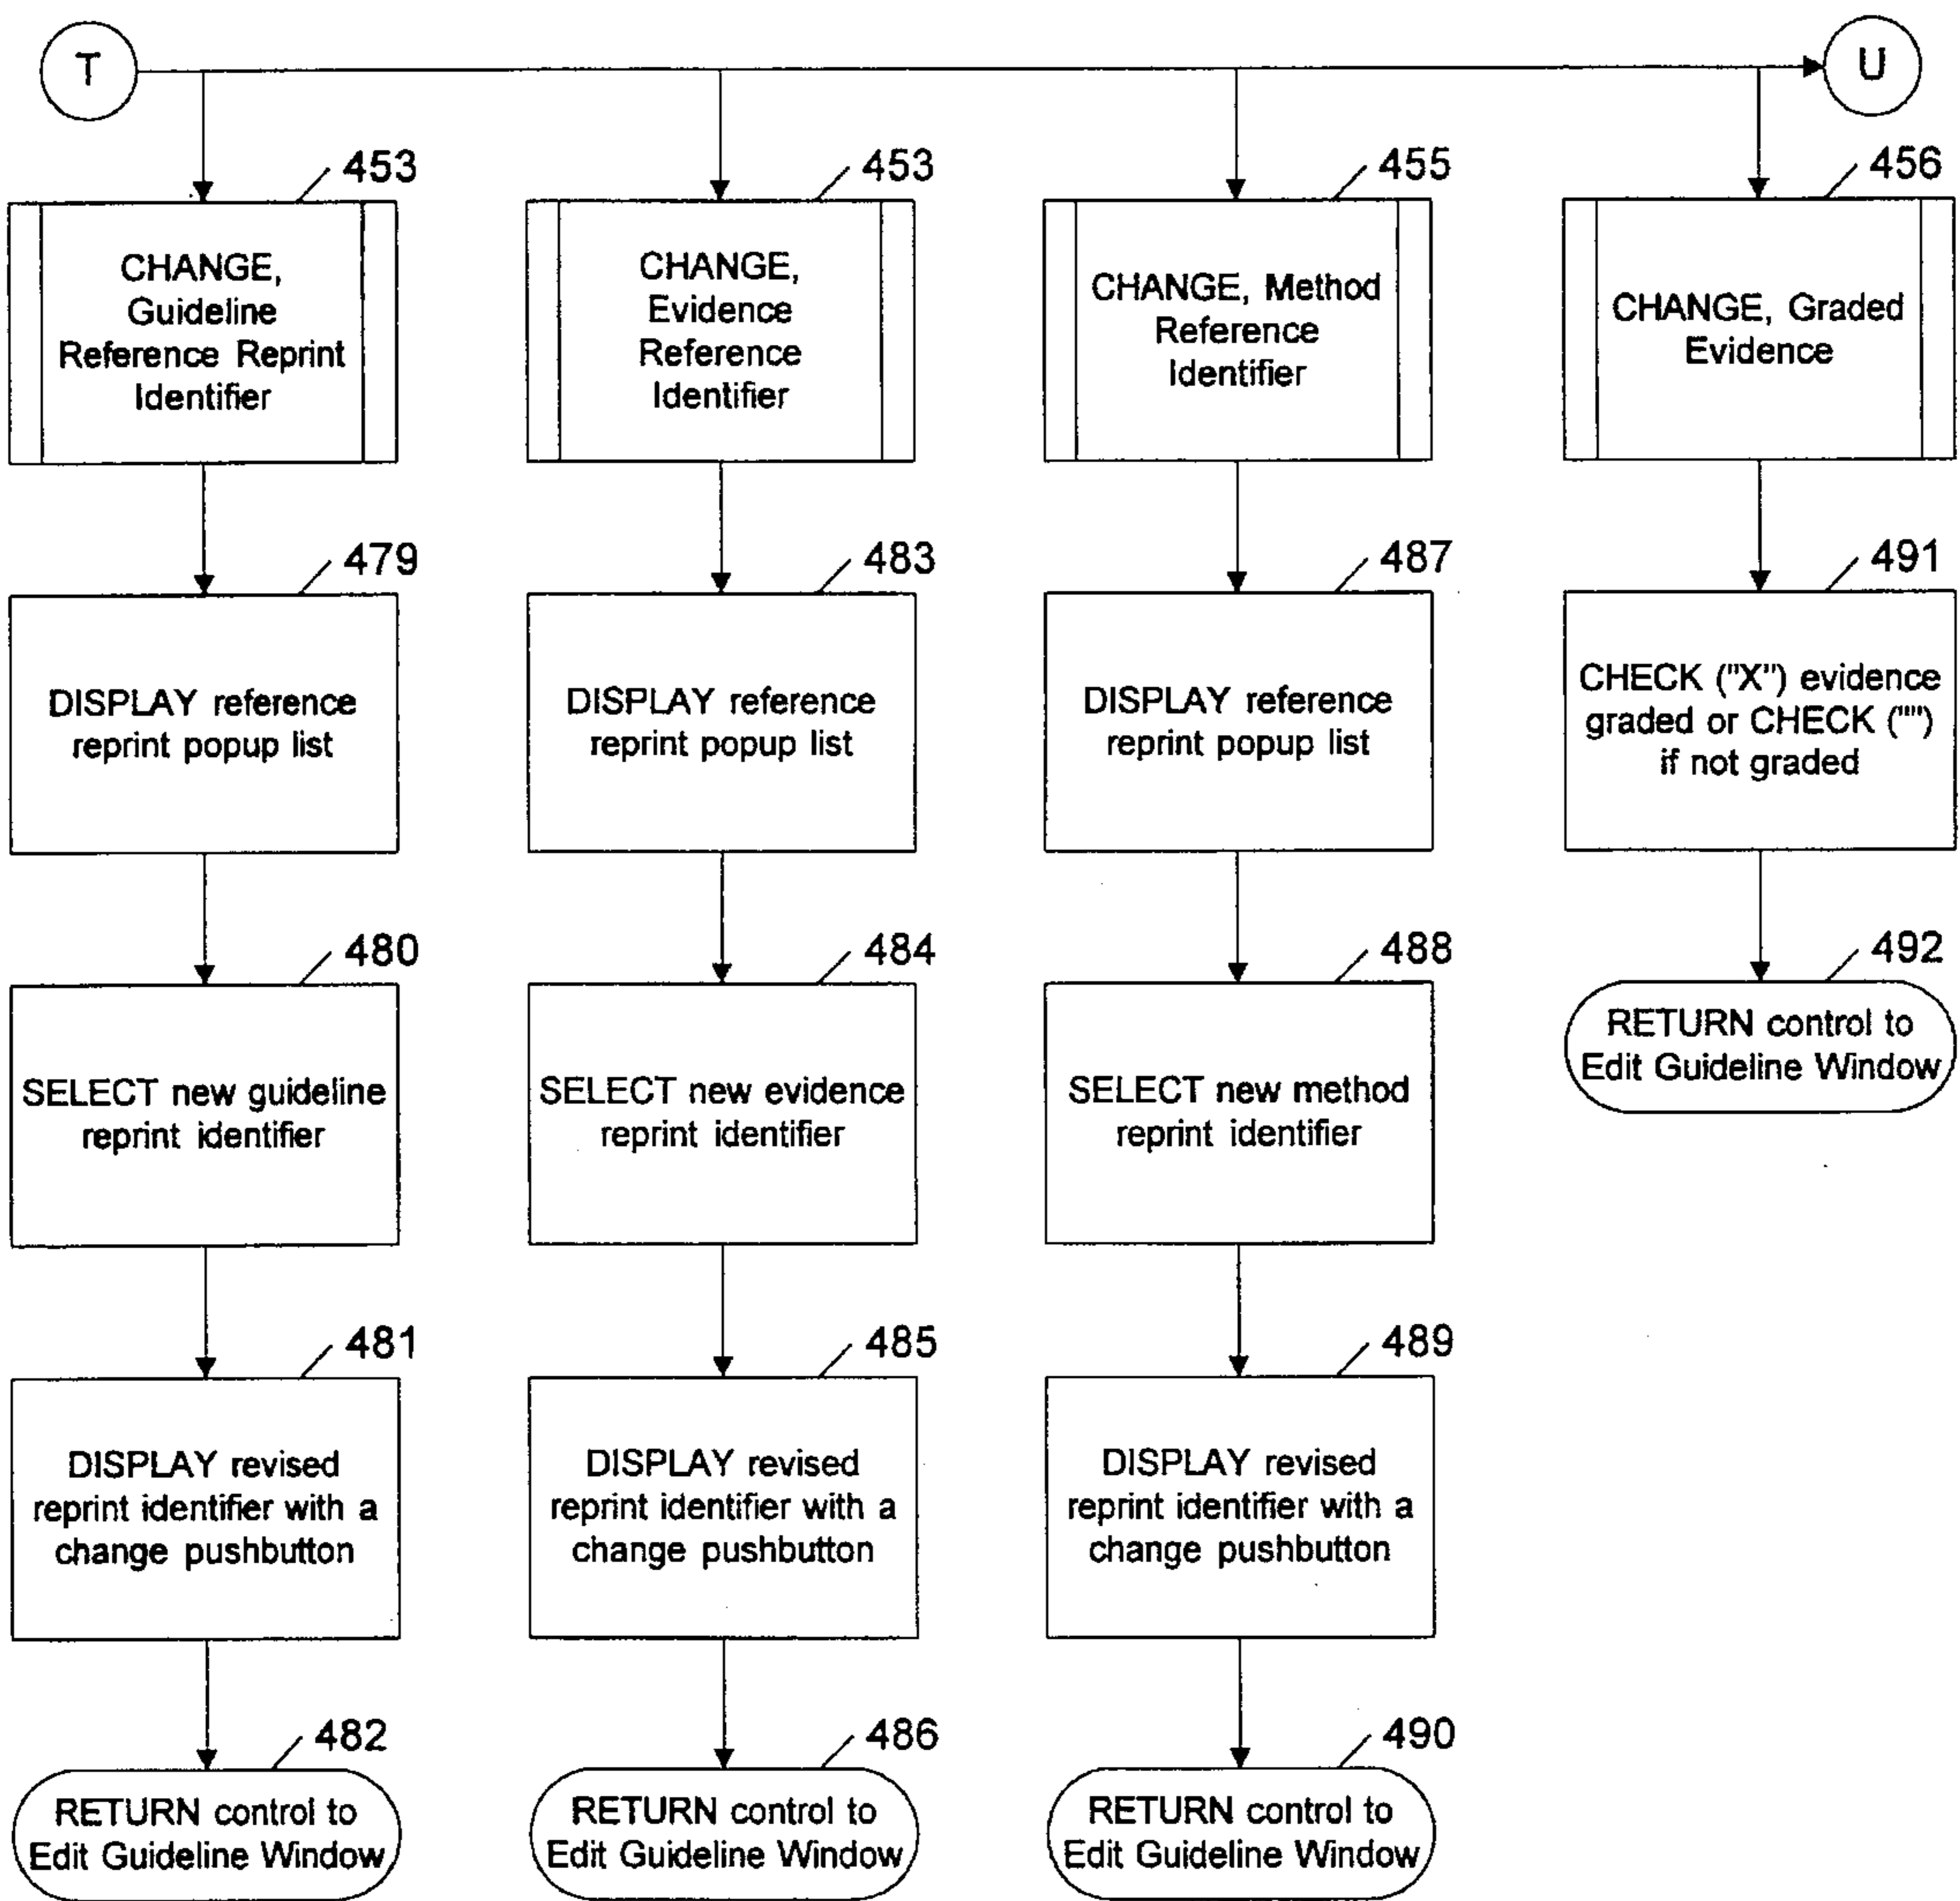 T
U
453
CHANGE,
Guideline
Reference Reprint
Identifier
453
CHANGE,
Evidence
Reference
Identifier
455
CHANGE, Method
Reference
Identifier
456
CHANGE, Graded
Evidence
479
DISPLAY reference
reprint popup list
483
DISPLAY reference
reprint popup list
487
DISPLAY reference
reprint popup list
491
CHECK ("X") evidence
graded or CHECK ("")
if not graded
480
SELECT new guideline
reprint identifier
484
SELECT new evidence
reprint identifier
488
SELECT new method
reprint identifier
492
RETURN control to
Edit Guideline Window
481
DISPLAY revised
reprint identifier with a
change pushbutton
485
DISPLAY revised
reprint identifier with a
change pushbutton
489
DISPLAY revised
reprint identifier with a
change pushbutton
482
RETURN control to
Edit Guideline Window
486
RETURN control to
Edit Guideline Window
490
RETURN control to
Edit Guideline Window